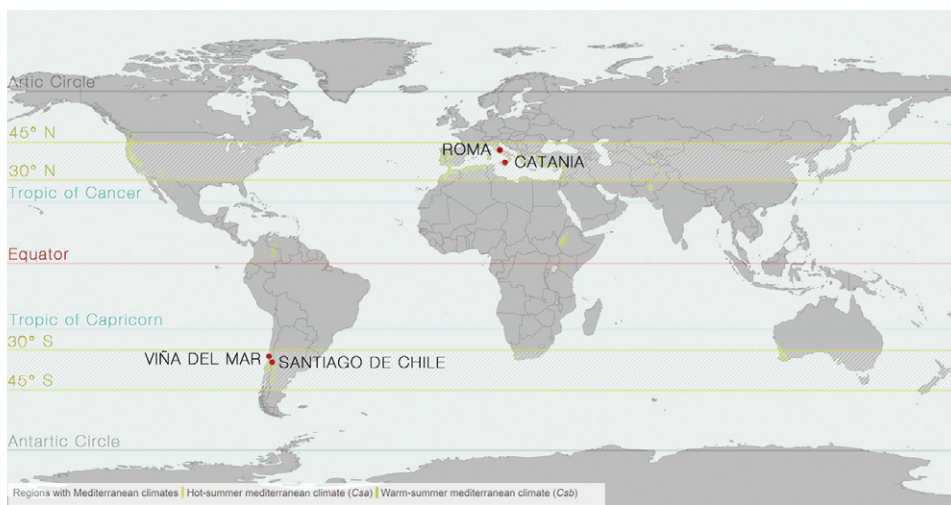 Artic Circle
45° N
ROMA
CATANIA
30° N
Tropic of Cancer
Equator
Tropic of Capricorn
30° S
VIÑA DEL MAR
SANTIAGO DE CHILE
45° S
Antartic Circle
Regions with Mediterranean climates Hot-summer mediterranean climate (Csa) Warm-summer mediterranean climate (Csb)